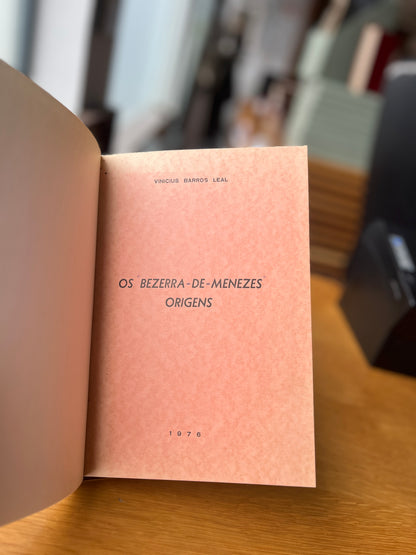 VINICIUS BARROS LEAL
OS "BEZERRA-DE-MENEZES"
ORIGENS
1976